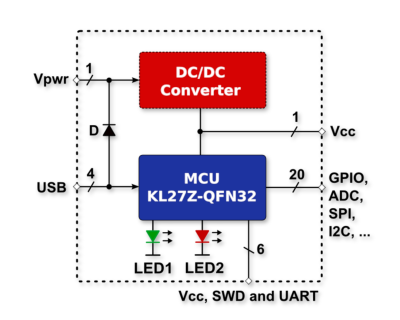 DC/DC
Converter
Vpwr
1
1
Vcc
D
USB
4
MCU
KL27Z-QFN32
20
GPIO,
ADC,
SPI,
I2C, ...
LED1
LED2
6
Vcc, SWD and UART